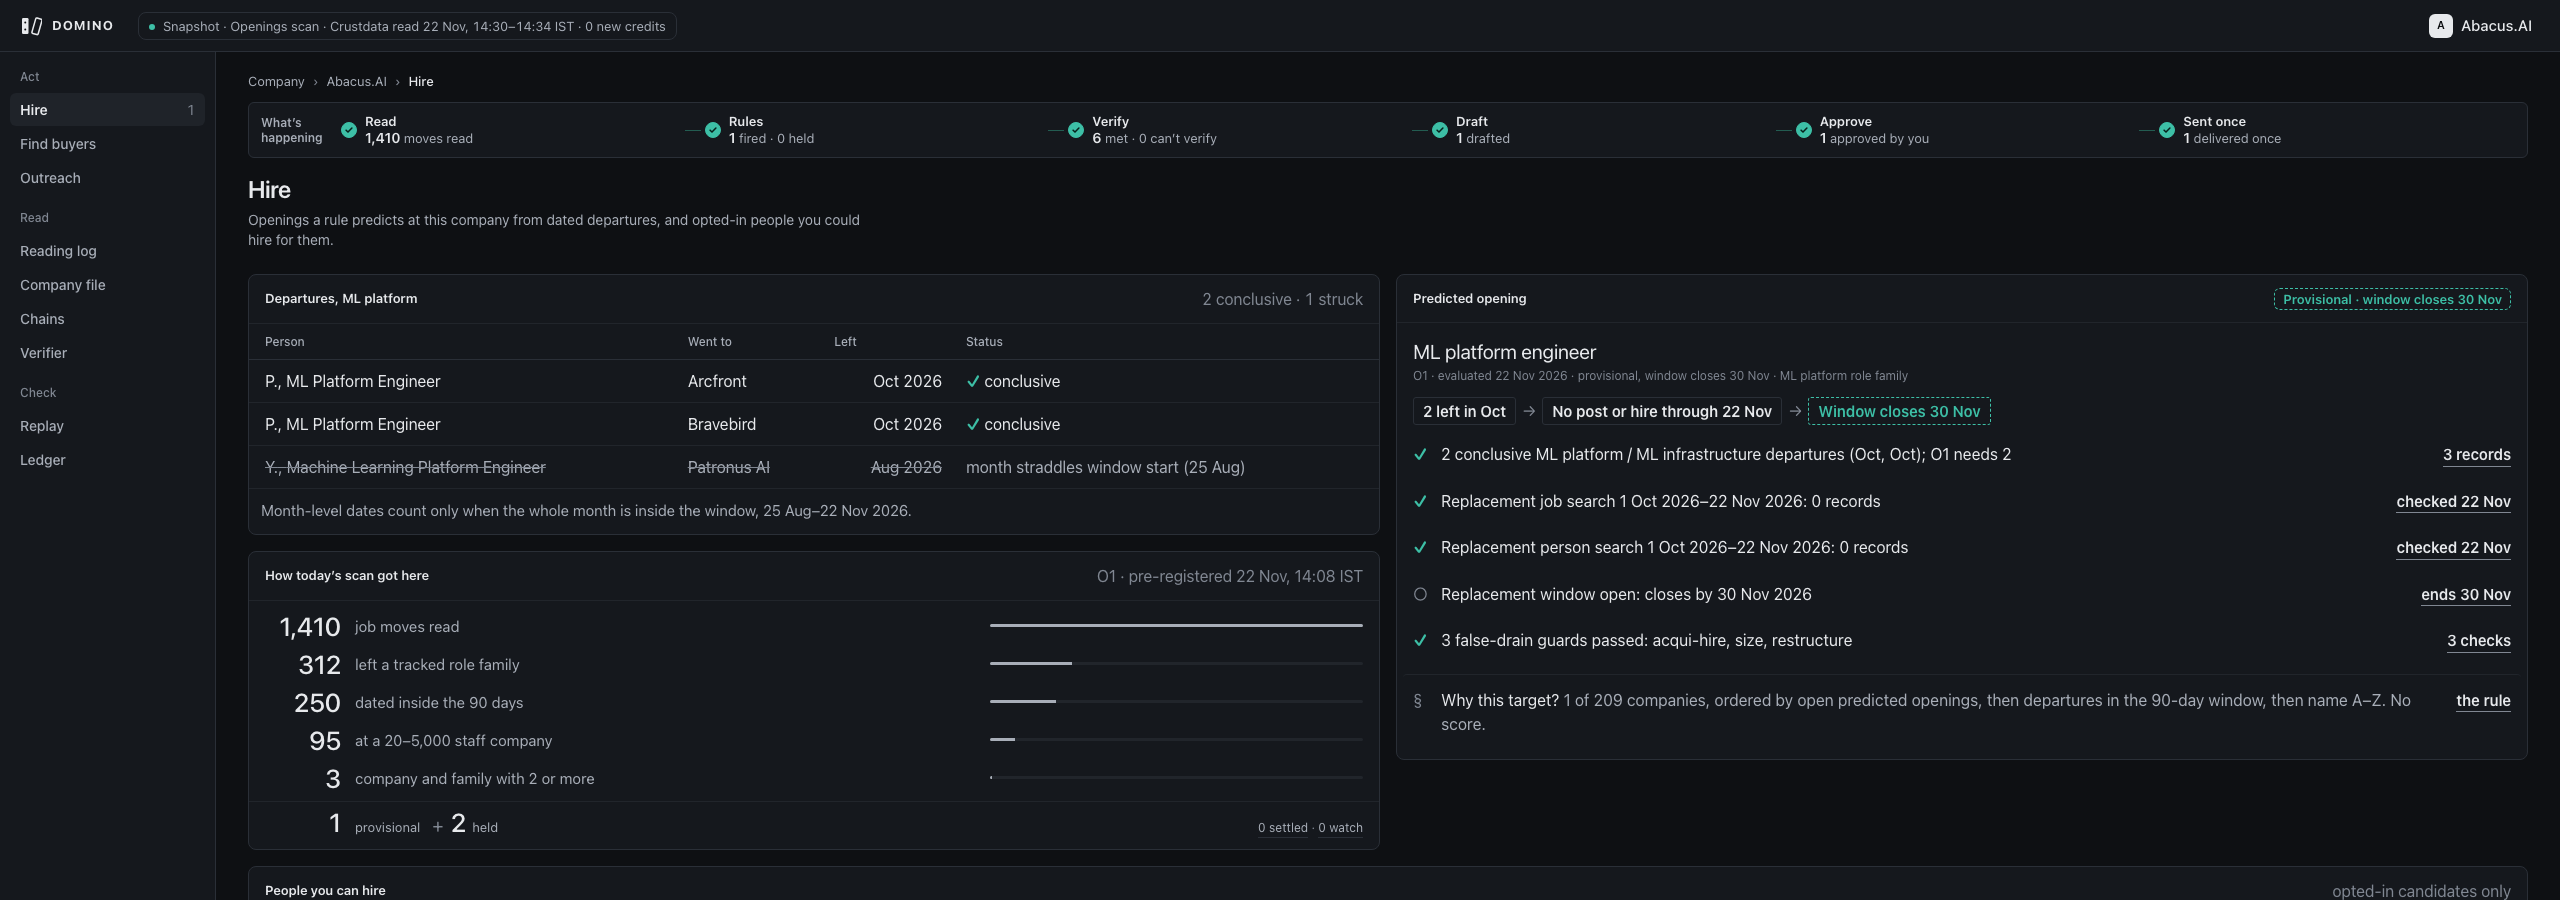 DOMINO
Snapshot · Openings scan · Crustdata read 22 Nov, 14:30–14:34 IST · 0 new credits
A
Abacus.AI
Act
Hire 1
Find buyers
Outreach
Read
Reading log
Company file
Chains
Verifier
Check
Replay
Ledger
Company › Abacus.AI › Hire
What's happening
Read
1,410 moves read
Rules
1 fired · 0 held
Verify
6 met · 0 can't verify
Draft
1 drafted
Approve
1 approved by you
Sent once
1 delivered once
Hire
Openings a rule predicts at this company from dated departures, and opted-in people you could
hire for them.
Departures, ML platform 2 conclusive · 1 struck
Person Went to Left Status
P., ML Platform Engineer Arcfront Oct 2026 ✓ conclusive
P., ML Platform Engineer Bravebird Oct 2026 ✓ conclusive
Y., Machine Learning Platform Engineer Patronus AI Aug 2026 month straddles window start (25 Aug)
Month-level dates count only when the whole month is inside the window, 25 Aug–22 Nov 2026.
How today's scan got here O1 · pre-registered 22 Nov, 14:08 IST
1,410 job moves read
312 left a tracked role family
250 dated inside the 90 days
95 at a 20–5,000 staff company
3 company and family with 2 or more
1 provisional + 2 held 0 settled · 0 watch
Predicted opening Provisional · window closes 30 Nov
ML platform engineer
O1 · evaluated 22 Nov 2026 · provisional, window closes 30 Nov · ML platform role family
2 left in Oct → No post or hire through 22 Nov → Window closes 30 Nov
✓ 2 conclusive ML platform / ML infrastructure departures (Oct, Oct); O1 needs 2 3 records
✓ Replacement job search 1 Oct 2026–22 Nov 2026: 0 records checked 22 Nov
✓ Replacement person search 1 Oct 2026–22 Nov 2026: 0 records checked 22 Nov
Replacement window open: closes by 30 Nov 2026 ends 30 Nov
✓ 3 false-drain guards passed: acqui-hire, size, restructure 3 checks
§ Why this target? 1 of 209 companies, ordered by open predicted openings, then departures in the 90-day window, then name A–Z. No the rule
score.
People you can hire opted-in candidates only